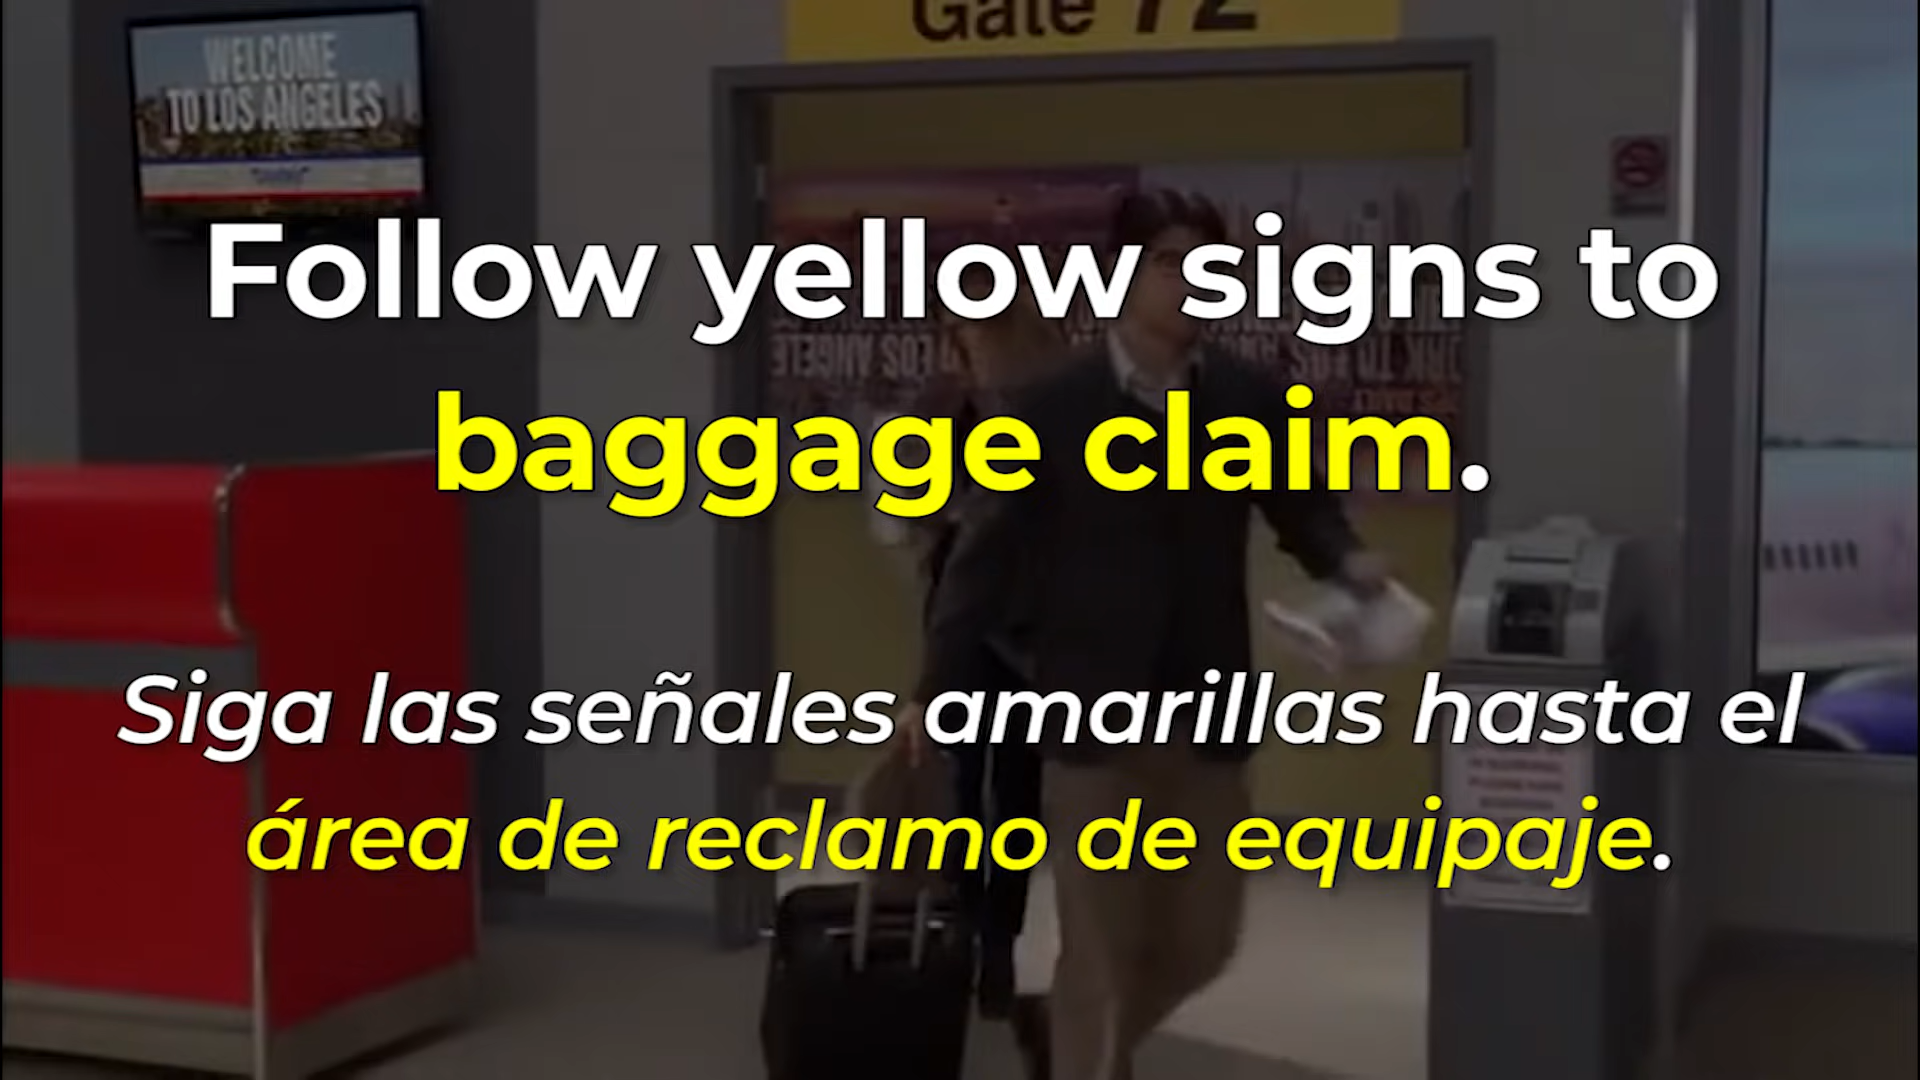 Gate 72
WELCOME
TO LOS ANGELES
Follow yellow signs to
baggage claim.
Siga las señales amarillas hasta el
área de reclamo de equipaje.